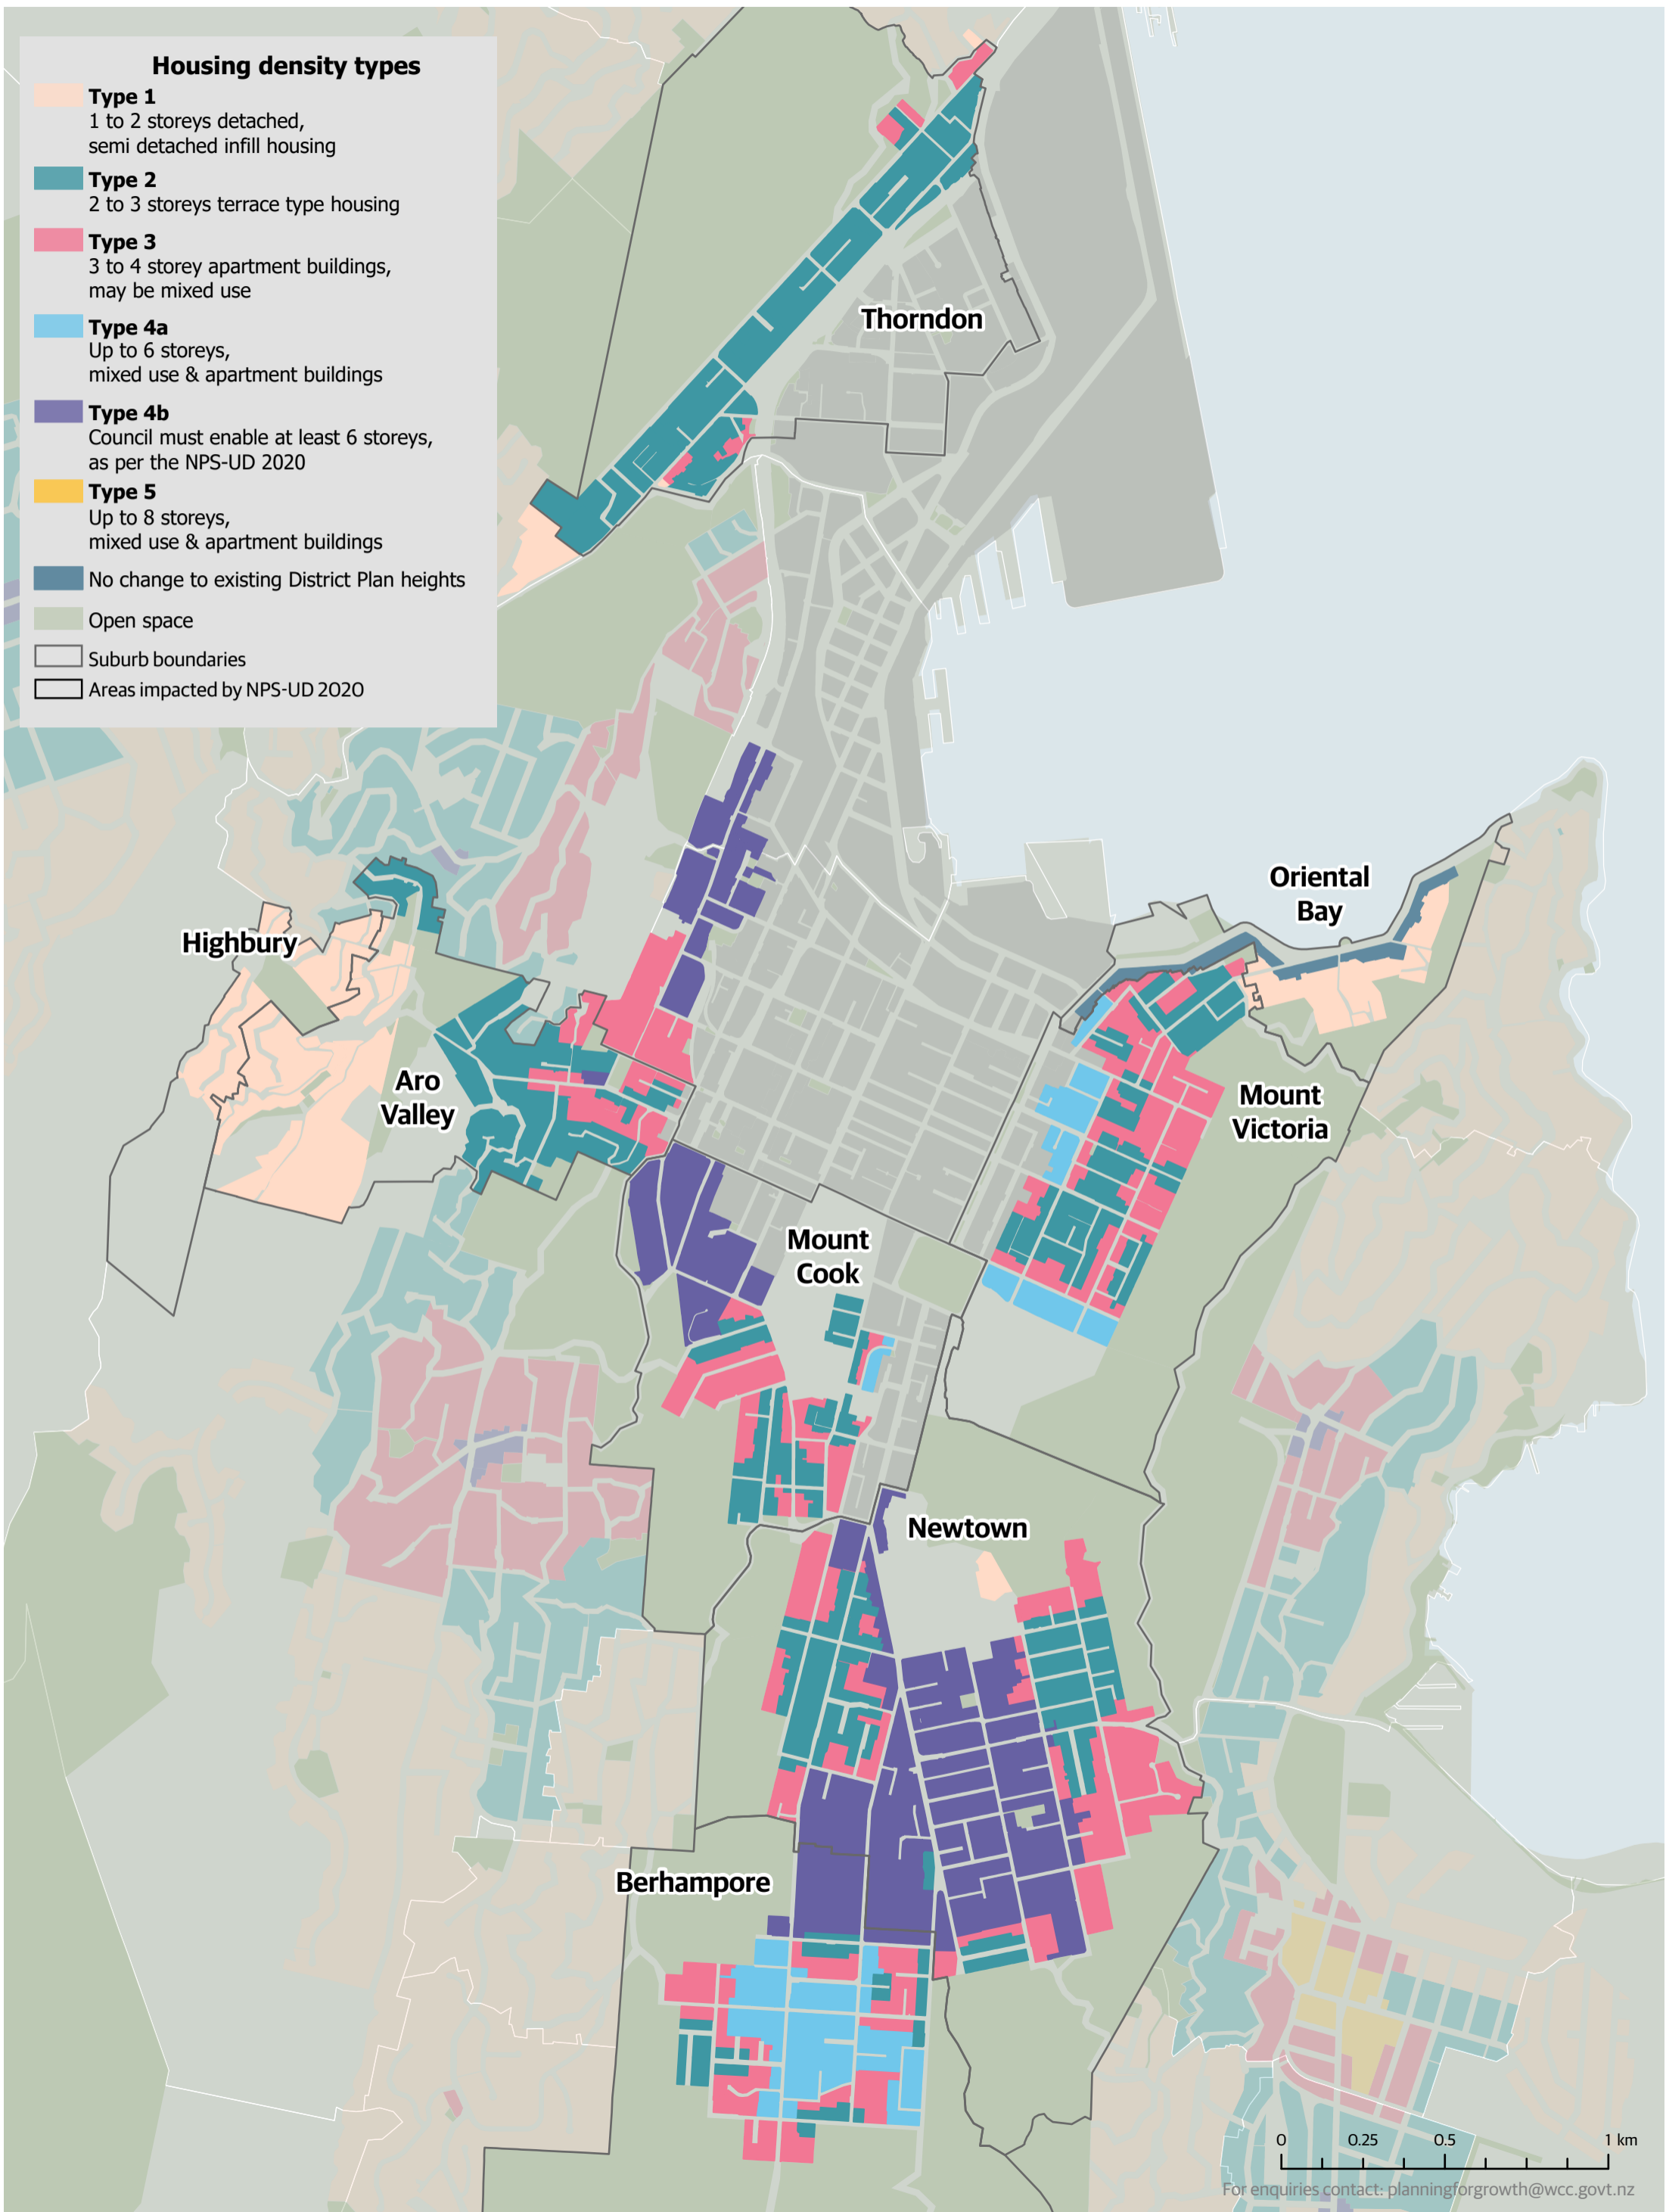 Housing density types
Type 1
1 to 2 storeys detached,
semi detached infill housing
Type 2
2 to 3 storeys terrace type housing
Type 3
3 to 4 storey apartment buildings,
may be mixed use
Type 4a
Up to 6 storeys,
mixed use & apartment buildings
Type 4b
Council must enable at least 6 storeys,
as per the NPS-UD 2020
Type 5
Up to 8 storeys,
mixed use & apartment buildings
No change to existing District Plan heights
Open space
Suburb boundaries
Areas impacted by NPS-UD 2020
Thorndon
Oriental
Bay
Highbury
Aro
Valley
Mount
Victoria
Mount
Cook
Newtown
Berhampore
0 0.25 0.5 1 km
For enquiries contact: planningforgrowth@wcc.govt.nz